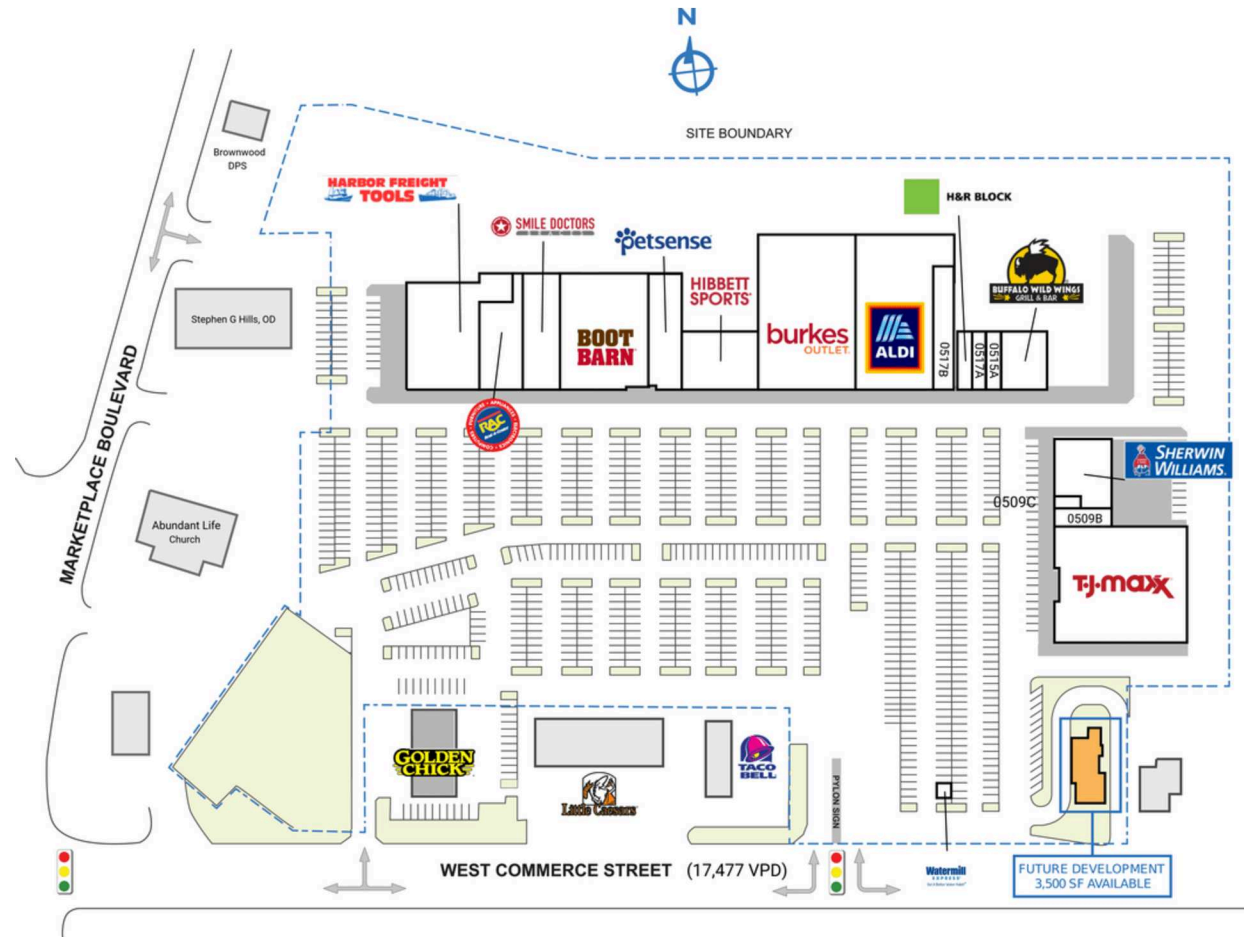 N
SITE BOUNDARY
Brownwood
DPS
HARBOR FREIGHT
TOOLS
SMILE DOCTORS
petsense
H&R BLOCK
HIBBETT
SPORTS
BUFFALO WILD WINGS
GRILL & BAR
Stephen G Hills, OD
BOOT
BARN
burkes
OUTLET
ALDI
0517B
0517A
0515A
MARKETPLACE BOULEVARD
RAC
SHERWIN
WILLIAMS.
0509C
0509B
Abundant Life
Church
T·J·maxx
GOLDEN
CHICK
Little Caesars
TACO
BELL
PYLON SIGN
WEST COMMERCE STREET (17,477 VPD)
Watermill
EXPRESS
FUTURE DEVELOPMENT
3,500 SF AVAILABLE